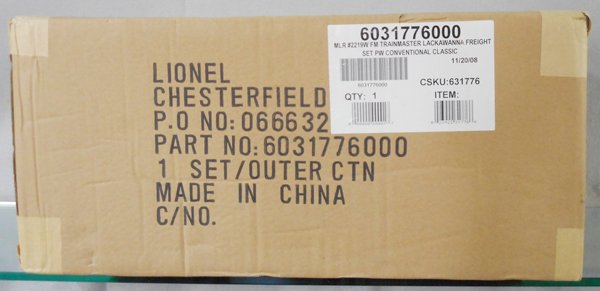 6031776000
MLR #2219W FM TRAINMASTER LACKAWANNA FREIGHT
SET PW CONVENTIONAL CLASSIC
11/20/08
6031776000
CSKU:631776
QTY: 1
ITEM:
LIONEL
CHESTERFIELD
P.O NO: 066632
PART NO: 6031776000
1 SET/OUTER CTN
MADE IN CHINA
C/NO.